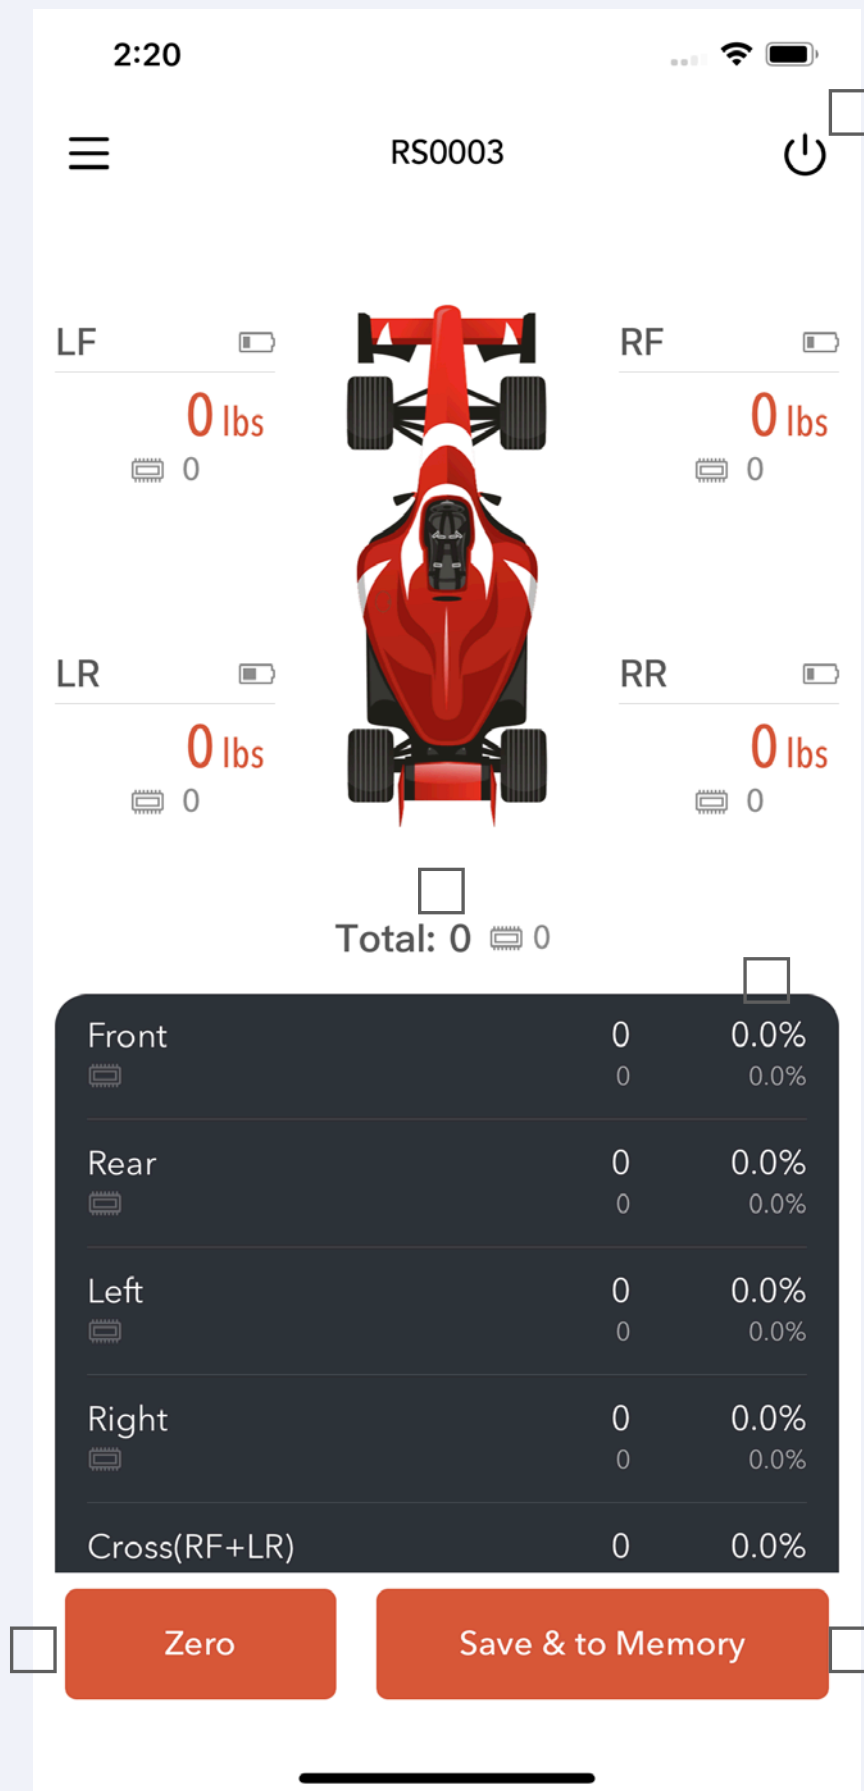 2:20
RS0003
LF RF
0 lbs 0 lbs
0 0
LR RR
0 lbs 0 lbs
0 0
Total: 0 0
Front 0 0.0%
0 0.0%
Rear 0 0.0%
0 0.0%
Left 0 0.0%
0 0.0%
Right 0 0.0%
0 0.0%
Cross(RF+LR) 0 0.0%
Zero Save & to Memory